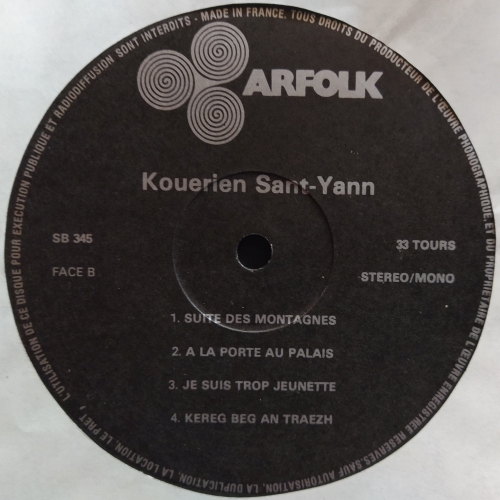 ARFOLK
Kouerien Sant-Yann
SB 345
33 TOURS
FACE B
STEREO/MONO
1. SUITE DES MONTAGNES
2. A LA PORTE AU PALAIS
3. JE SUIS TROP JEUNETTE
4. KEREG BEG AN TRAEZH
MADE IN FRANCE. TOUS DROITS DU PRODUCTEUR DE L'ŒUVRE PHONOGRAPHIQUE, ET DU PROPRIETAIRE DE L'ŒUVRE ENREGISTREE RESERVES. SAUF AUTORISATION. LA DUPLICATION. LA LOCATION. LE PRET, L'UTILISATION DE CE DISQUE POUR EXECUTION PUBLIQUE ET RADIODIFFUSION SONT INTERDITS -